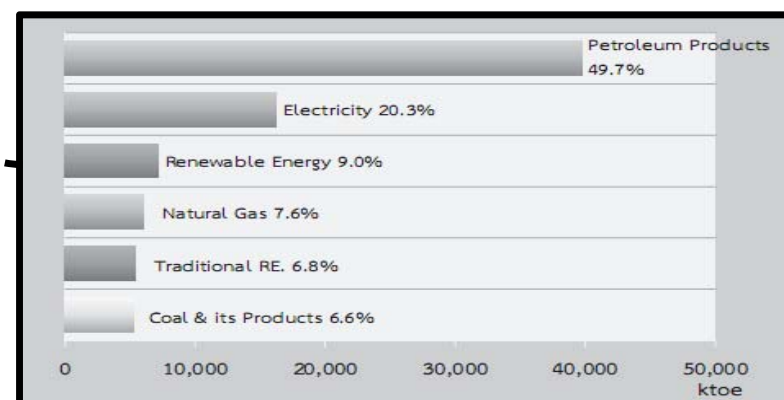 Petroleum Products
49.7%
Electricity 20.3%
Renewable Energy 9.0%
Natural Gas 7.6%
Traditional RE. 6.8%
Coal & its Products 6.6%
0 10,000 20,000 30,000 40,000 50,000
ktoe